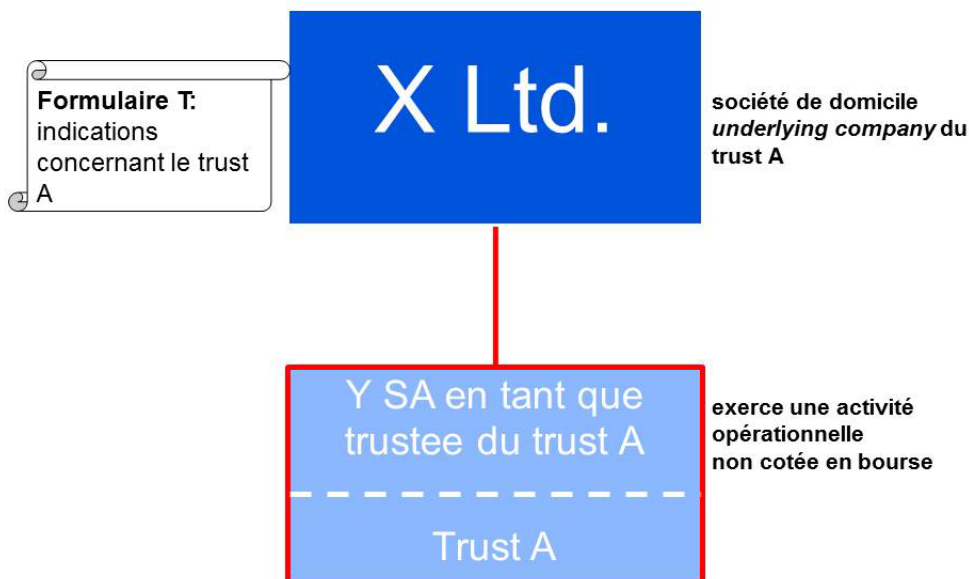 X Ltd.
Formulaire T:
indications
concernant le trust
A
société de domicile
underlying company du
trust A
Y SA en tant que
trustee du trust A
Trust A
exerce une activité
opérationnelle
non cotée en bourse